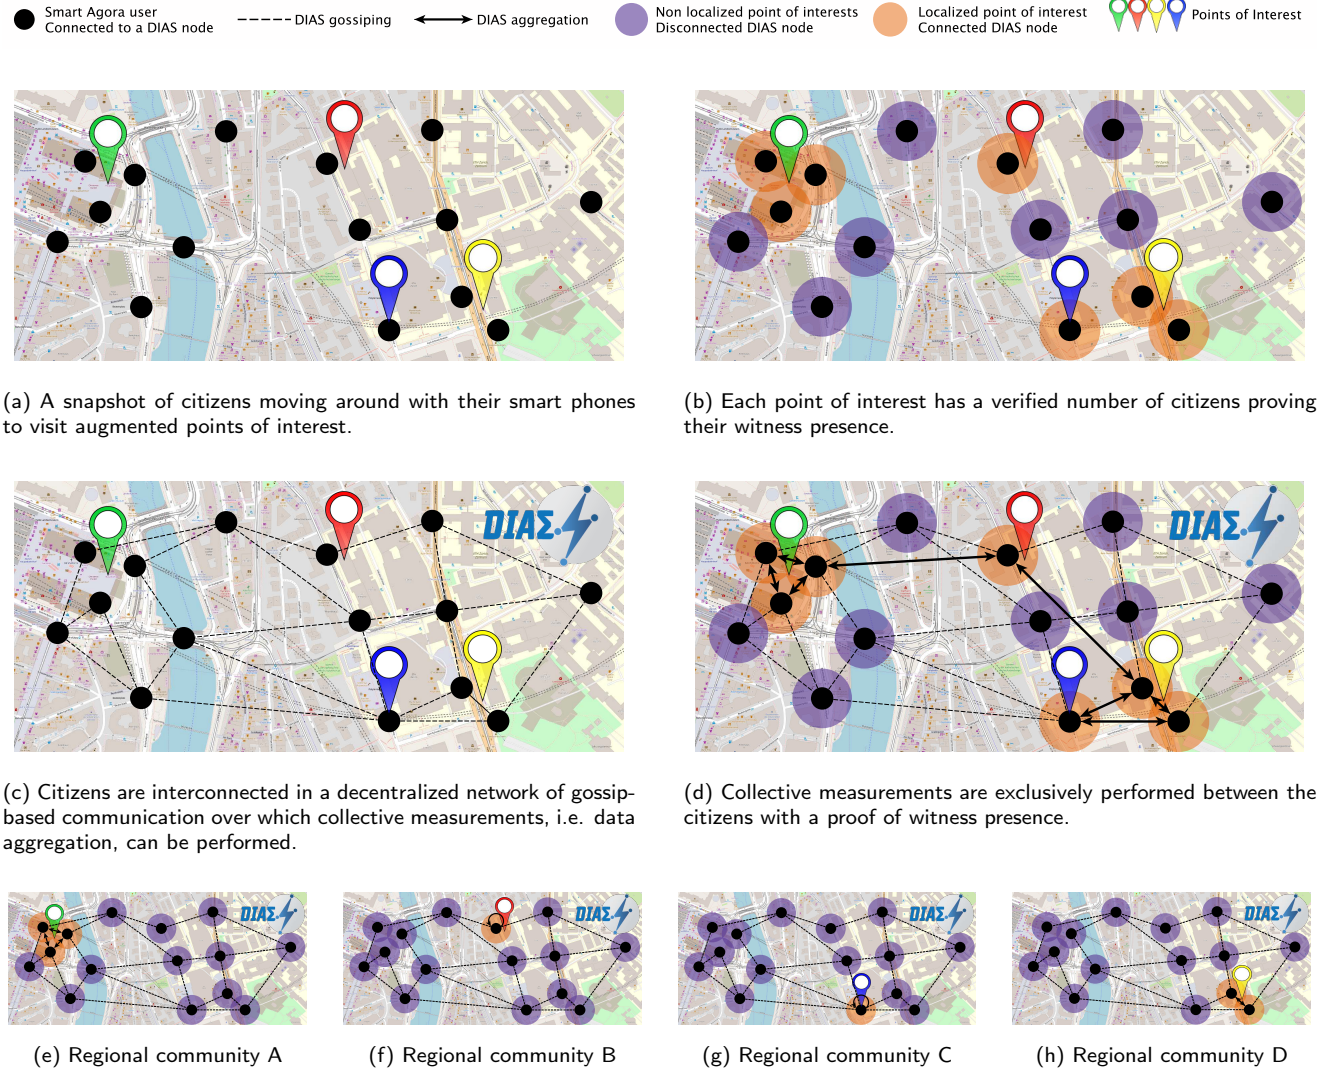 Smart Agora user
Connected to a DIAS node
DIAS gossiping
DIAS aggregation
Non localized point of interests
Disconnected DIAS node
Localized point of interest
Connected DIAS node
Points of Interest
(a) A snapshot of citizens moving around with their smart phones
to visit augmented points of interest.
(b) Each point of interest has a verified number of citizens proving
their witness presence.
DIAΣ
DIAΣ
(c) Citizens are interconnected in a decentralized network of gossip-
based communication over which collective measurements, i.e. data
aggregation, can be performed.
(d) Collective measurements are exclusively performed between the
citizens with a proof of witness presence.
DIAΣ
DIAΣ
DIAΣ
DIAΣ
(e) Regional community A
(f) Regional community B
(g) Regional community C
(h) Regional community D